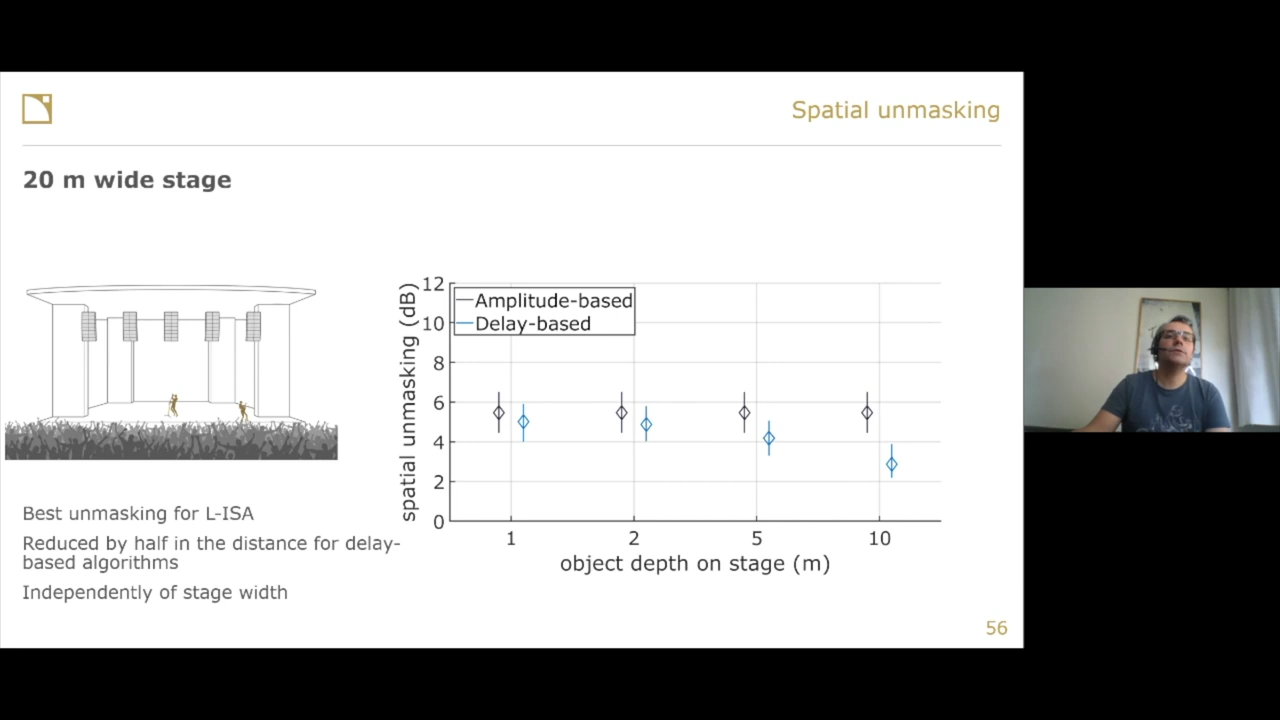 Spatial unmasking
20 m wide stage
12
10
8
6
4
2
0
spatial unmasking (dB)
Amplitude-based
Delay-based
1 2 5 10
object depth on stage (m)
Best unmasking for L-ISA
Reduced by half in the distance for delay-
based algorithms
Independently of stage width
56